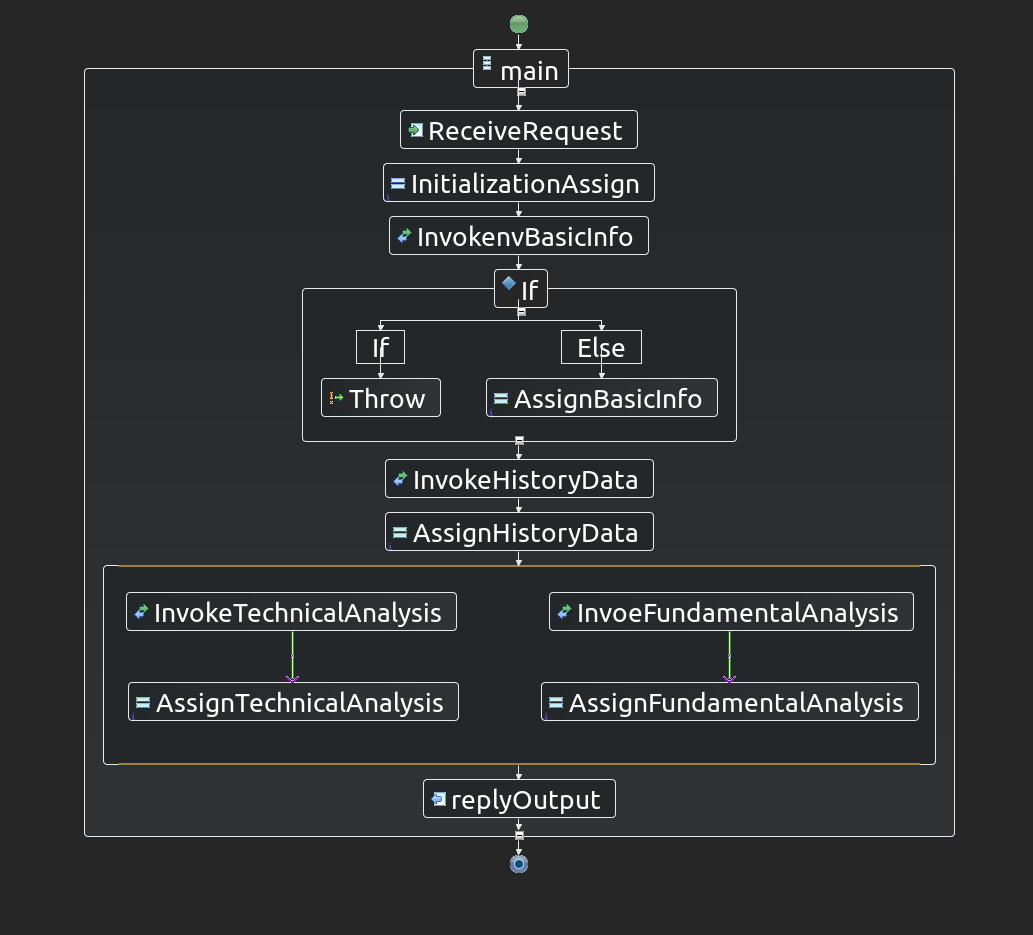 main
ReceiveRequest
InitializationAssign
InvokenvBasicInfo
If
If
Else
Throw
AssignBasicInfo
InvokeHistoryData
AssignHistoryData
InvokeTechnicalAnalysis
InvoeFundamentalAnalysis
AssignTechnicalAnalysis
AssignFundamentalAnalysis
replyOutput